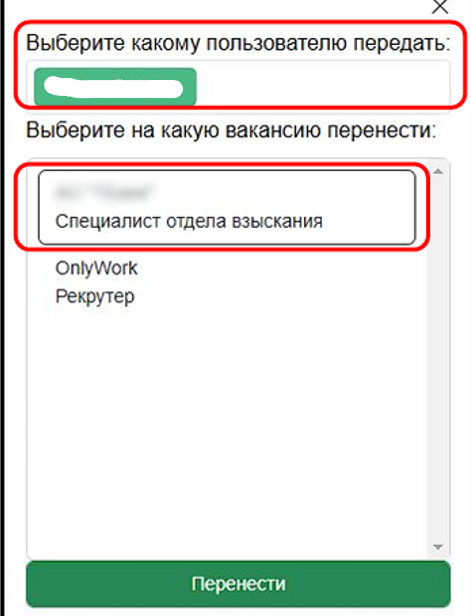 Выберите какому пользователю передать:
Выберите на какую вакансию перенести:
Специалист отдела взыскания
OnlyWork
Рекрутер
Перенести